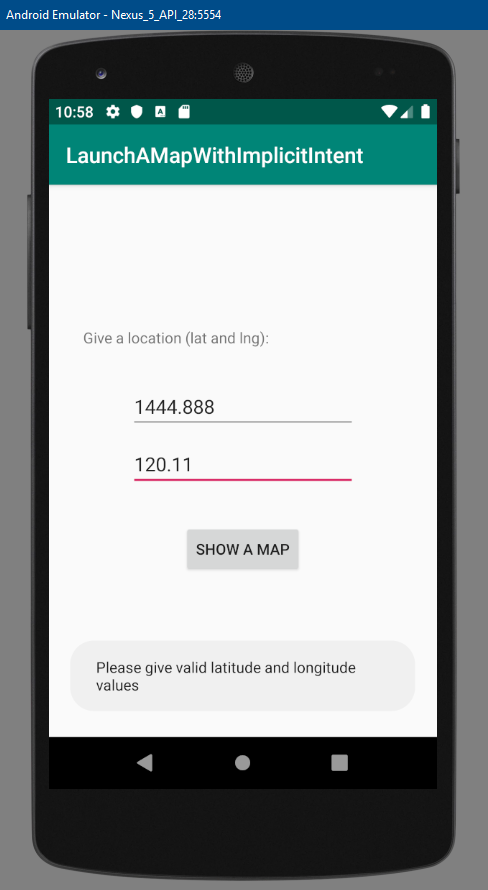 Android Emulator - Nexus_5_API_28:5554
10:58
LaunchAMapWithImplicitIntent
Give a location (lat and lng):
1444.888
120.11
SHOW A MAP
Please give valid latitude and longitude
values